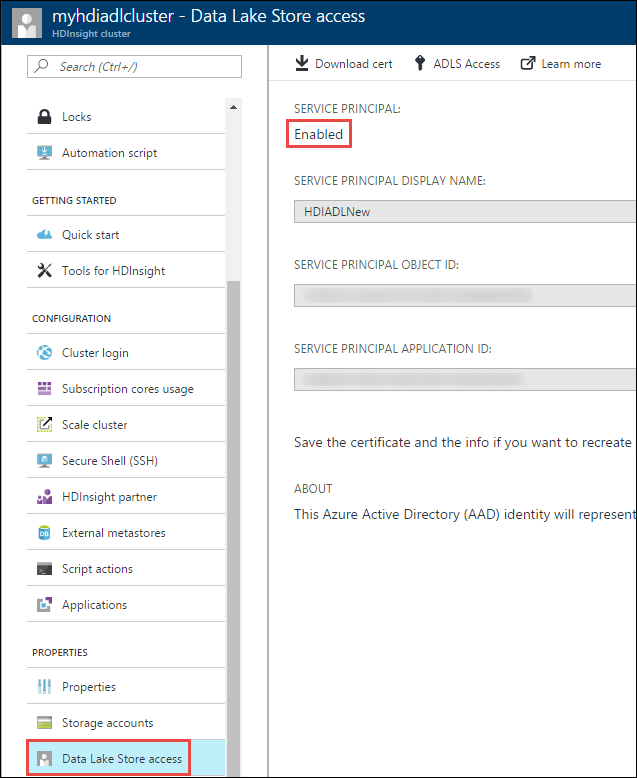 myhdiadlcluster - Data Lake Store access
HDInsight cluster
Search (Ctrl+/)
Locks
Automation script
GETTING STARTED
Quick start
Tools for HDInsight
CONFIGURATION
Cluster login
Subscription cores usage
Scale cluster
Secure Shell (SSH)
HDInsight partner
External metastores
Script actions
Applications
PROPERTIES
Properties
Storage accounts
Data Lake Store access
Download cert
ADLS Access
Learn more
SERVICE PRINCIPAL:
Enabled
SERVICE PRINCIPAL DISPLAY NAME:
HDIADLNew
SERVICE PRINCIPAL OBJECT ID:
SERVICE PRINCIPAL APPLICATION ID:
Save the certificate and the info if you want to recreate
ABOUT
This Azure Active Directory (AAD) identity will represent